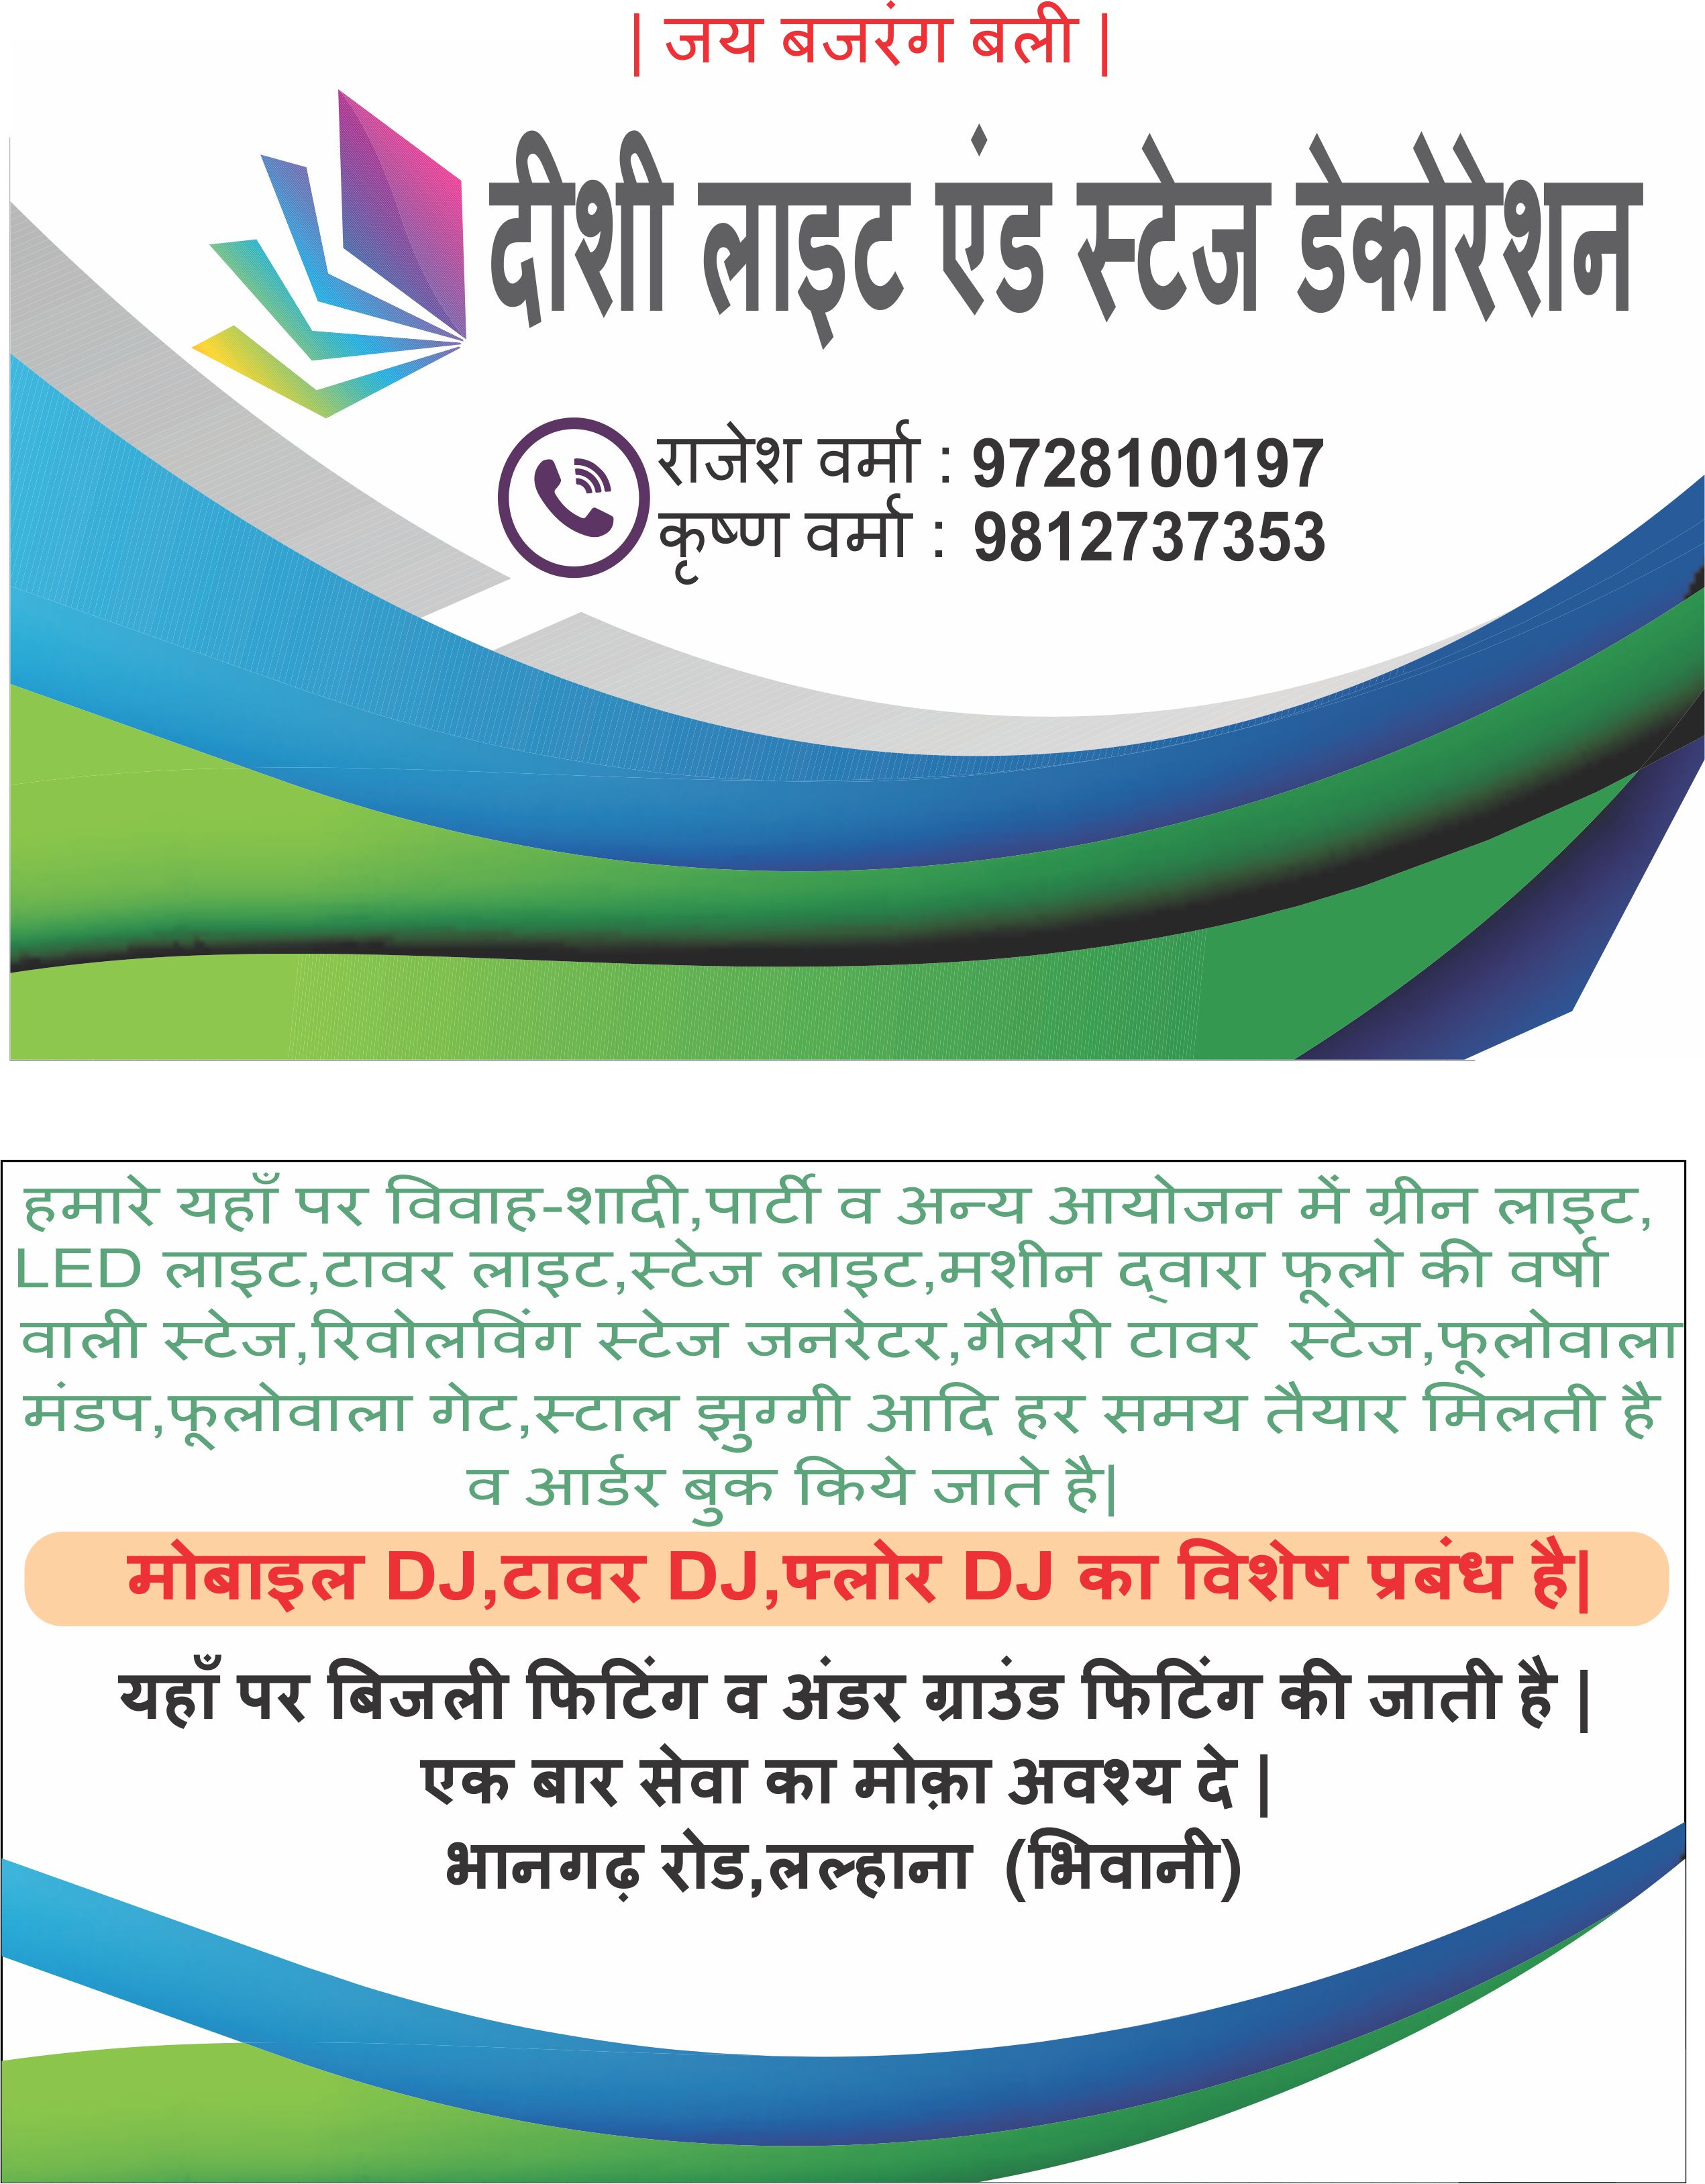 | जय बजरंग बली |
दीशी लाइट एंड स्टेज डेकोरेशन
राजेश वर्मा : 9728100197
कृष्ण वर्मा : 9812737353
हमारे यहाँ पर विवाह-शादी,पार्टी व अन्य आयोजन में ग्रीन लाइट,
LED लाइट,टावर लाइट,स्टेज लाइट,मशीन द्वारा फूलो की वर्षा
वाली स्टेज,रिवोलविंग स्टेज जनरेटर,गैलरी टावर स्टेज,फूलोवाला
मंडप,फूलोवाला गेट,स्टाल झुग्गी आदि हर समय तैयार मिलती है
व आर्डर बुक किये जाते है|
मोबाइल DJ,टावर DJ,फ्लोर DJ का विशेष प्रबंध है|
यहाँ पर बिजली फिटिंग व अंडर ग्राउंड फिटिंग की जाती है |
एक बार सेवा का मोक़ा अवश्य दे |
भानगढ़ रोड,लल्हाना (भिवानी)